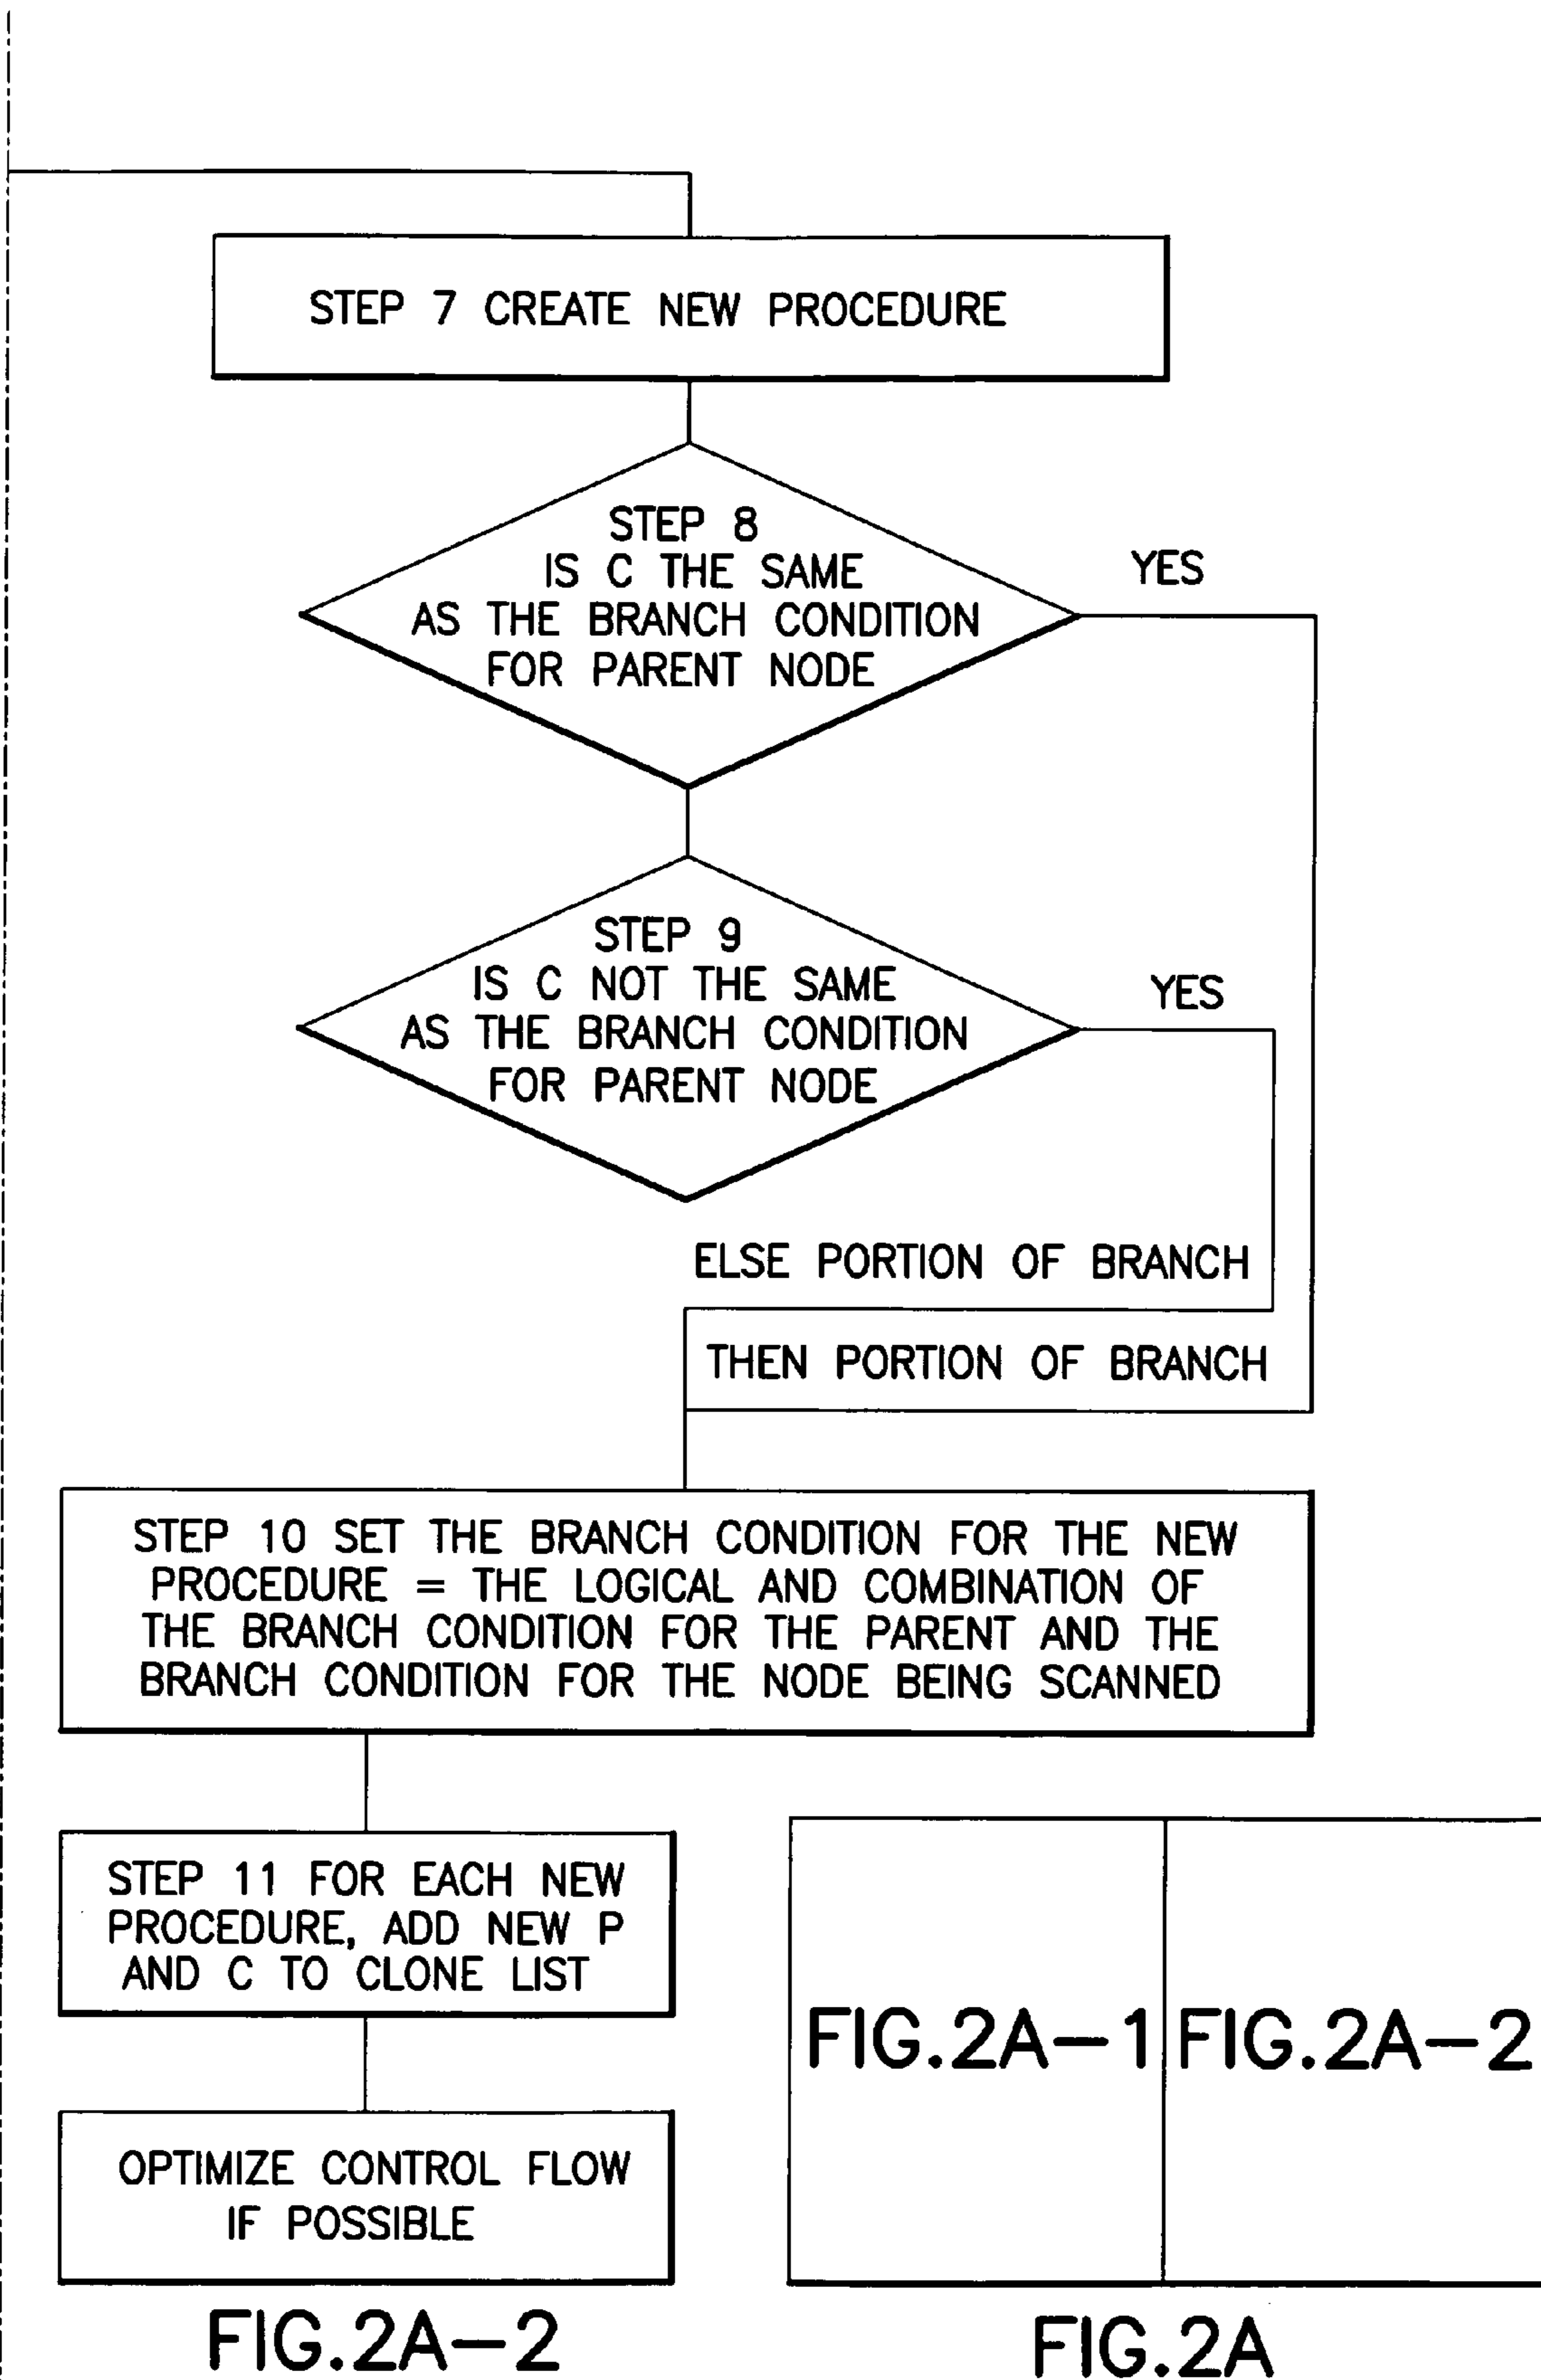 STEP 7 CREATE NEW PROCEDURE
STEP 8
IS C THE SAME
AS THE BRANCH CONDITION
FOR PARENT NODE
YES
STEP 9
IS C NOT THE SAME
AS THE BRANCH CONDITION
FOR PARENT NODE
YES
ELSE PORTION OF BRANCH
THEN PORTION OF BRANCH
STEP 10 SET THE BRANCH CONDITION FOR THE NEW
PROCEDURE = THE LOGICAL AND COMBINATION OF
THE BRANCH CONDITION FOR THE PARENT AND THE
BRANCH CONDITION FOR THE NODE BEING SCANNED
STEP 11 FOR EACH NEW
PROCEDURE, ADD NEW P
AND C TO CLONE LIST
OPTIMIZE CONTROL FLOW
IF POSSIBLE
FIG.2A-2
FIG.2A-1
FIG.2A-2
FIG.2A